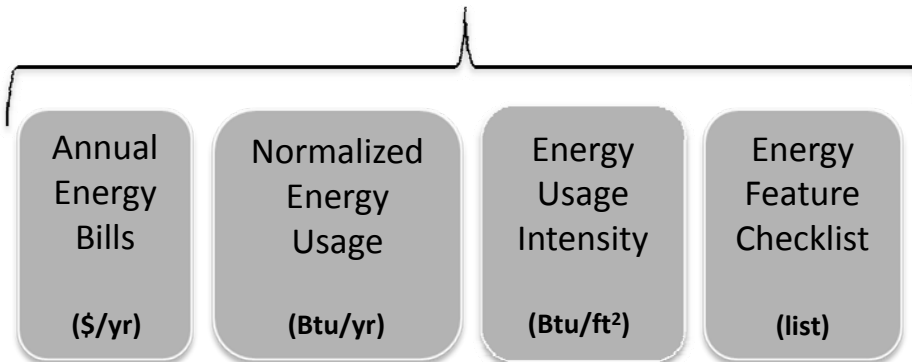 Annual
Energy
Bills
($/yr)
Normalized
Energy
Usage
(Btu/yr)
Energy
Usage
Intensity
(Btu/ft²)
Energy
Feature
Checklist
(list)